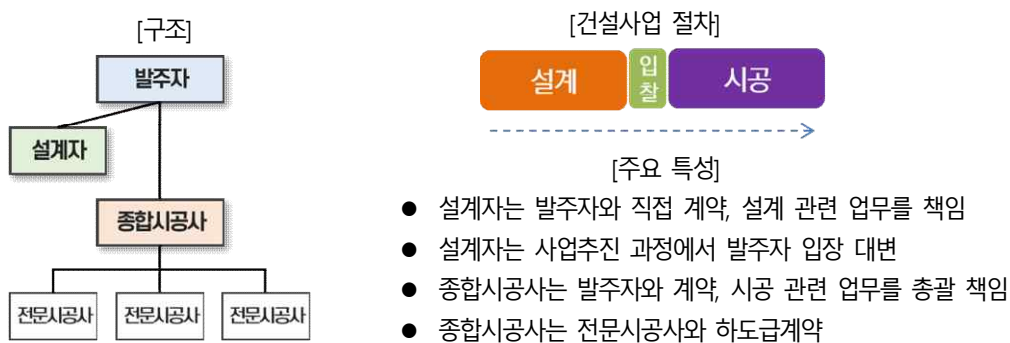 [구조]
발주자
설계자
종합시공사
전문시공사 전문시공사 전문시공사
[건설사업 절차]
설계 입찰 시공
[주요 특성]
● 설계자는 발주자와 직접 계약, 설계 관련 업무를 책임
● 설계자는 사업추진 과정에서 발주자 입장 대변
● 종합시공사는 발주자와 계약, 시공 관련 업무를 총괄 책임
● 종합시공사는 전문시공사와 하도급계약